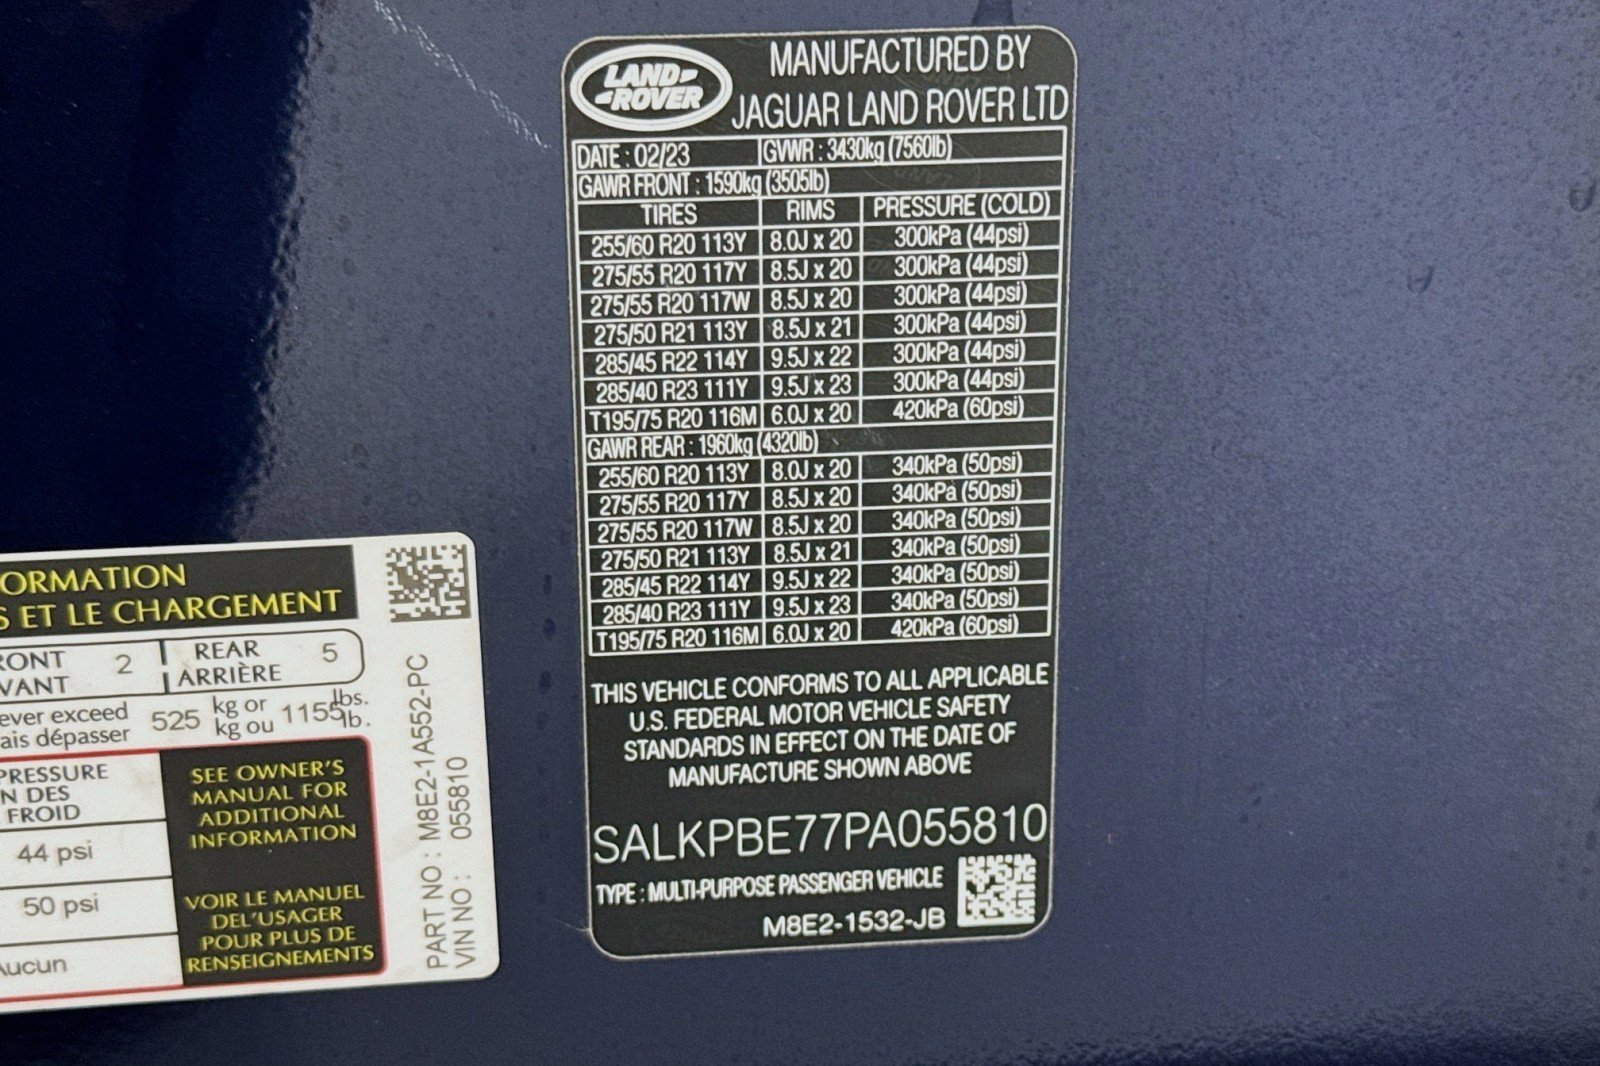 LAND ROVER
MANUFACTURED BY
JAGUAR LAND ROVER LTD
DATE : 02/23 GVWR : 3430kg (7560lb)
GAWR FRONT : 1590kg (3505lb)
TIRES RIMS PRESSURE (COLD)
255/60 R20 113Y 8.0J x 20 300kPa (44psi)
275/55 R20 117Y 8.5J x 20 300kPa (44psi)
275/55 R20 117W 8.5J x 20 300kPa (44psi)
275/50 R21 113Y 8.5J x 21 300kPa (44psi)
285/45 R22 114Y 9.5J x 22 300kPa (44psi)
285/40 R23 111Y 9.5J x 23 300kPa (44psi)
T195/75 R20 116M 6.0J x 20 420kPa (60psi)
GAWR REAR : 1960kg (4320lb)
255/60 R20 113Y 8.0J x 20 340kPa (50psi)
275/55 R20 117Y 8.5J x 20 340kPa (50psi)
275/55 R20 117W 8.5J x 20 340kPa (50psi)
275/50 R21 113Y 8.5J x 21 340kPa (50psi)
285/45 R22 114Y 9.5J x 22 340kPa (50psi)
285/40 R23 111Y 9.5J x 23 340kPa (50psi)
T195/75 R20 116M 6.0J x 20 420kPa (60psi)
THIS VEHICLE CONFORMS TO ALL APPLICABLE
U.S. FEDERAL MOTOR VEHICLE SAFETY
STANDARDS IN EFFECT ON THE DATE OF
MANUFACTURE SHOWN ABOVE
SALKPBE77PA055810
TYPE : MULTI-PURPOSE PASSENGER VEHICLE
M8E2-1532-JB
ORMATION
S ET LE CHARGEMENT
RONT 2 REAR 5
VANT ARRIÈRE
ever exceed 525 kg or 1155 lbs.
ais dépasser kg ou lb.
PRESSURE
N DES
FROID
44 psi
50 psi
Aucun
SEE OWNER'S
MANUAL FOR
ADDITIONAL
INFORMATION
VOIR LE MANUEL
DEL'USAGER
POUR PLUS DE
RENSEIGNEMENTS
PART NO : M8E2-1A552-PC
VIN NO : 055810